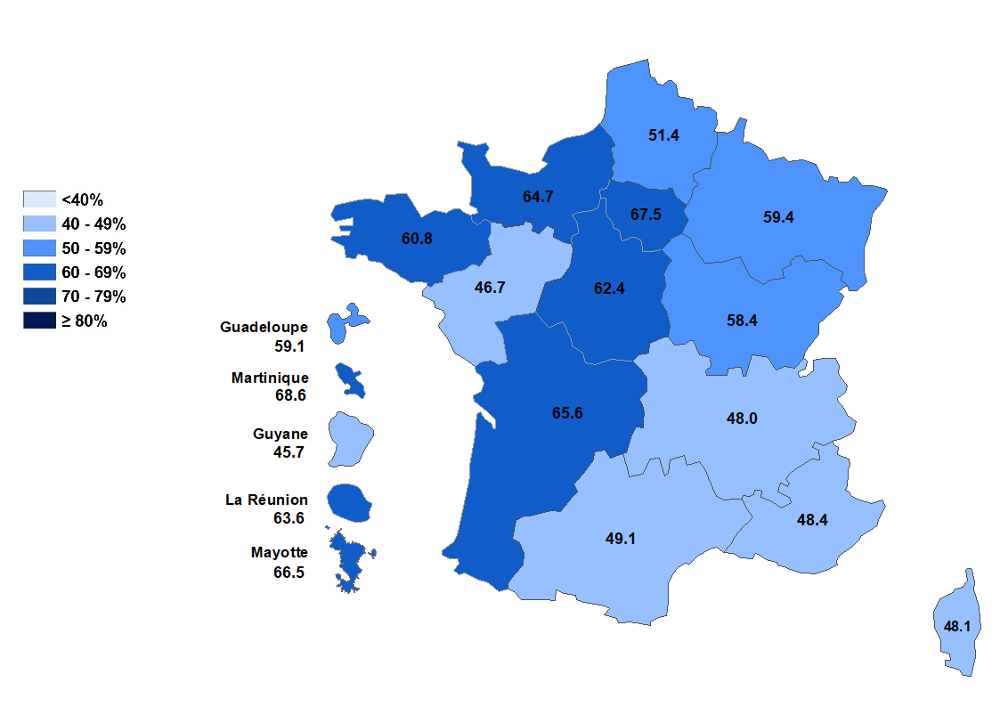 <40%
40 - 49%
50 - 59%
60 - 69%
70 - 79%
≥ 80%
51.4
64.7
67.5
59.4
60.8
46.7
62.4
58.4
65.6
48.0
49.1
48.4
48.1
Guadeloupe
59.1
Martinique
68.6
Guyane
45.7
La Réunion
63.6
Mayotte
66.5